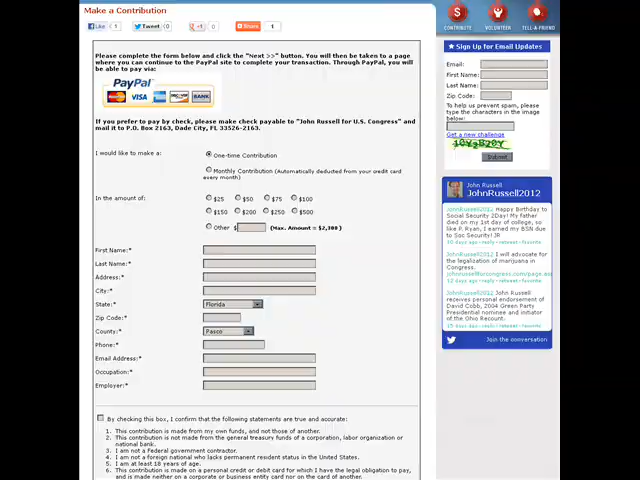 Make a Contribution
Like 1
Tweet 0
+1 0
Share 1
Please complete the form below and click the "Next >>" button. You will then be taken to a page
where you can continue to the PayPal site to complete your transaction. Through PayPal, you will
be able to pay via:
PayPal
MasterCard VISA AMEX DISCOVER BANK
If you prefer to pay by check, please make check payable to "John Russell for U.S. Congress" and
mail it to P.O. Box 2163, Dade City, FL 33526-2163.
I would like to make a:
One-time Contribution
Monthly Contribution (Automatically deducted from your credit card
every month)
In the amount of:
$25 $50 $75 $100
$150 $200 $250 $500
Other $ (Max. Amount = $2,300)
First Name:*
Last Name:*
Address:*
City:*
State:* Florida
Zip Code:*
County:* Pasco
Phone:*
Email Address:*
Occupation:*
Employer:*
By checking this box, I confirm that the following statements are true and accurate:
1. This contribution is made from my own funds, and not those of another.
2. This contribution is not made from the general treasury funds of a corporation, labor organization or
national bank.
3. I am not a Federal government contractor.
4. I am not a foreign national who lacks permanent resident status in the United States.
5. I am at least 18 years of age.
6. This contribution is made on a personal credit or debit card for which I have the legal obligation to pay,
and is made neither on a corporate or business entity card nor on the card of another.
CONTRIBUTE VOLUNTEER TELL-A-FRIEND
Sign Up for Email Updates
Email:
First Name:
Last Name:
Zip Code:
To help us prevent spam, please
type the characters in the image
below:
Get a new challenge
Submit
John Russell
JohnRussell2012
JohnRussell2012 Happy Birthday to
Social Security 2Day! My father
died on my 1st day of college, so
like P. Ryan, I earned my BSN due
to Soc Security! JR
10 days ago · reply · retweet · favorite
JohnRussell2012 I will advocate for
the legalization of marijuana in
Congress.
johnrussellforcongress.com/page.as
12 days ago · reply · retweet · favorite
JohnRussell2012 John Russell
receives personal endorsement of
David Cobb, 2004 Green Party
Presidential nominee and initiator
of the Ohio Recount.
15 days ago · reply · retweet · favorite
Join the conversation